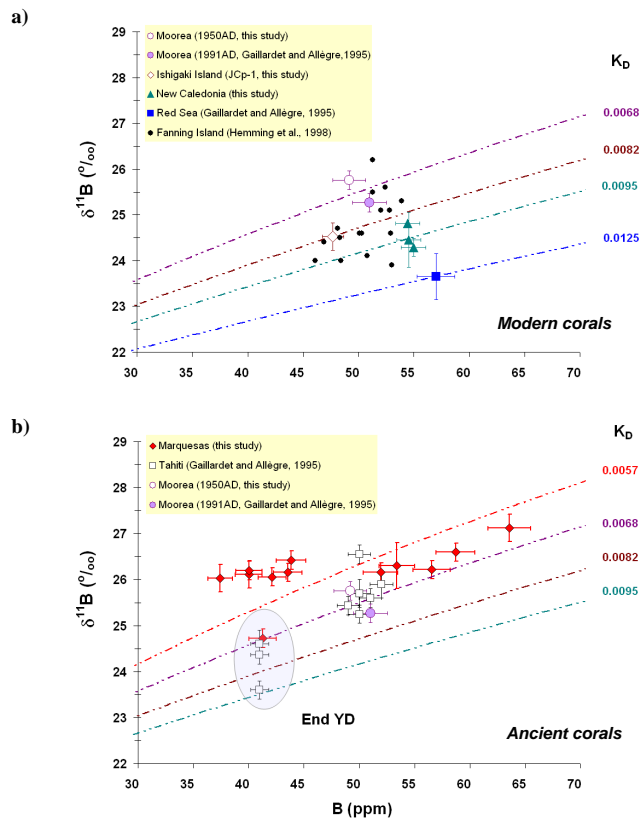 a)
Moorea (1950AD, this study)
Moorea (1991AD, Gaillardet and Allègre,1995)
Ishigaki Island (JCp-1, this study)
New Caledonia (this study)
Red Sea (Gaillardet and Allègre, 1995)
Fanning Island (Hemming et al., 1998)
K_D
0.0068
0.0082
0.0095
0.0125
δ¹¹B (°/₀₀)
29
28
27
26
25
24
23
22
30 35 40 45 50 55 60 65 70
Modern corals
b)
Marquesas (this study)
Tahiti (Gaillardet and Allègre, 1995)
Moorea (1950AD, this study)
Moorea (1991AD, Gaillardet and Allègre, 1995)
K_D
0.0057
0.0068
0.0082
0.0095
δ¹¹B (°/₀₀)
29
28
27
26
25
24
23
22
End YD
Ancient corals
30 35 40 45 50 55 60 65 70
B (ppm)